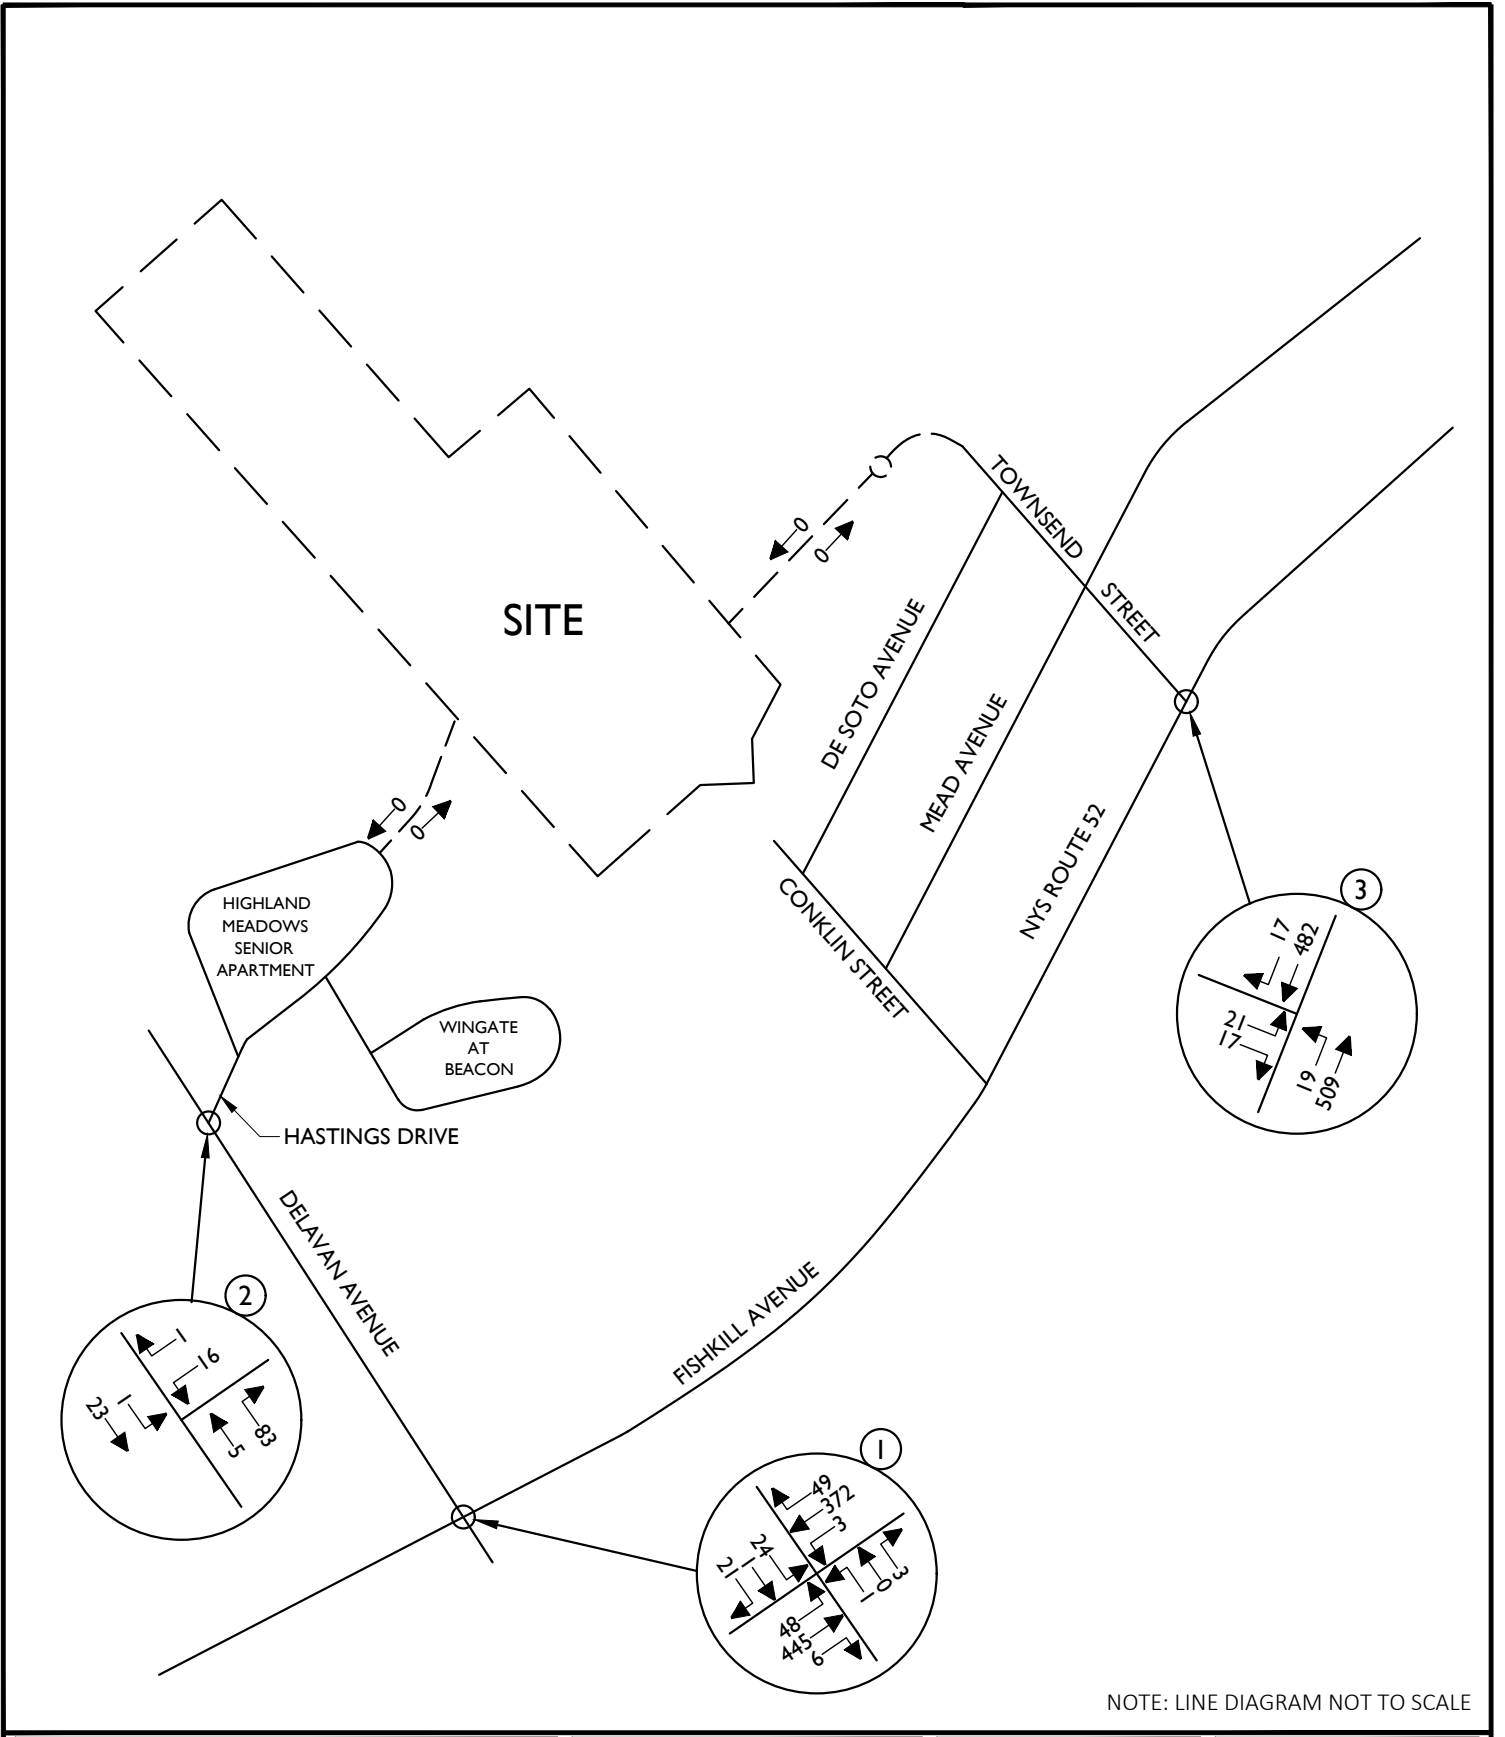 TOWNSEND
STREET
0
0
SITE
DE SOTO AVENUE
MEAD AVENUE
NYS ROUTE 52
0
0
CONKLIN STREET
3
17
482
21
17
19
509
HIGHLAND
MEADOWS
SENIOR
APARTMENT
WINGATE
AT
BEACON
HASTINGS DRIVE
DELAVAN AVENUE
FISHKILL AVENUE
2
1
16
1
23
83
5
1
49
372
3
24
1
21
3
0
1
48
445
6
NOTE: LINE DIAGRAM NOT TO SCALE